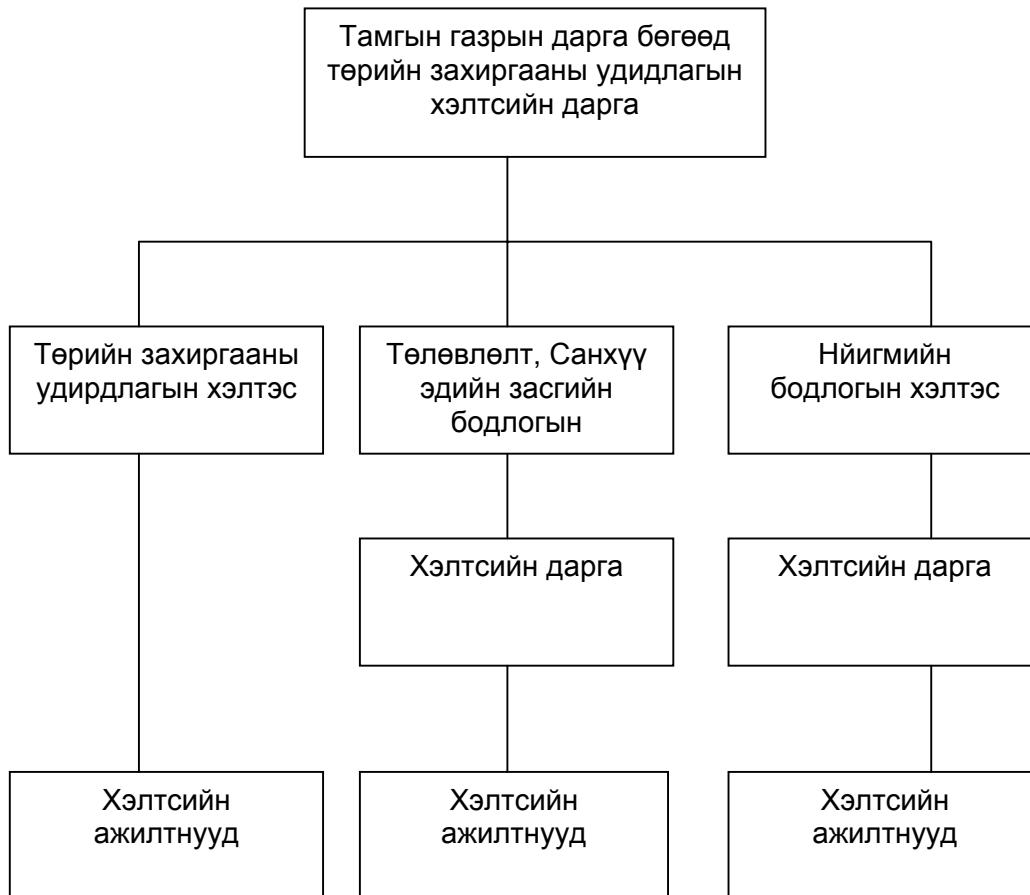 Тамгын газрын дарга бөгөөд
төрийн захиргааны удидлагын
хэлтсийн дарга
Төрийн захиргааны
удирдлагын хэлтэс
Төлөвлөлт, Санхүү
эдийн засгийн
бодлогын
Нйигмийн
бодлогын хэлтэс
Хэлтсийн дарга
Хэлтсийн дарга
Хэлтсийн
ажилтнууд
Хэлтсийн
ажилтнууд
Хэлтсийн
ажилтнууд